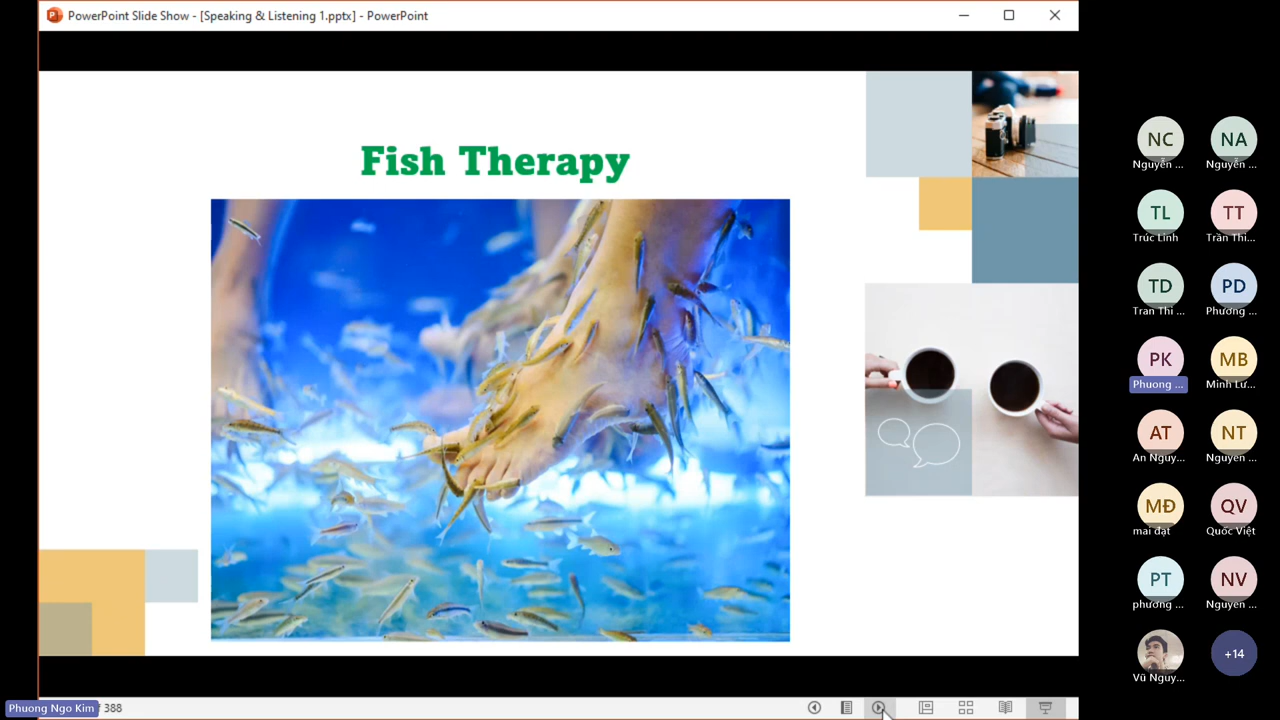 PowerPoint Slide Show - [Speaking & Listening 1.pptx] - PowerPoint
Fish Therapy
NC
NA
Nguyễn ...
Nguyễn ...
TL
TT
Trúc Linh
Trần Thi...
TD
PD
Tran Thi ...
Phương ...
PK
MB
Phuong ...
Minh Lư...
AT
NT
An Nguy...
Nguyen ...
MĐ
QV
mai đạt
Quốc Việt
PT
NV
phương ...
Nguyen ...
+14
Vũ Nguy...
Phuong Ngo Kim
388